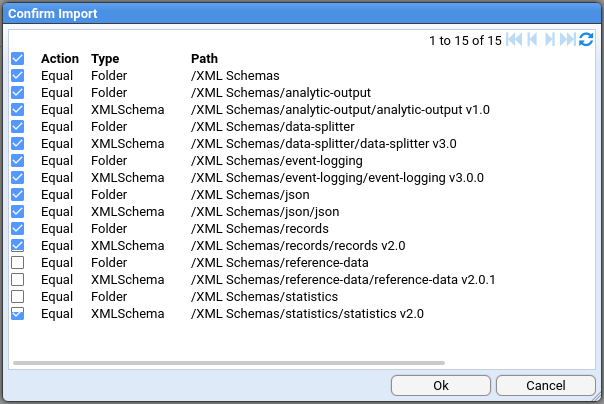 Confirm Import
1 to 15 of 15
Action Type Path
Equal Folder /XML Schemas
Equal Folder /XML Schemas/analytic-output
Equal XMLSchema /XML Schemas/analytic-output/analytic-output v1.0
Equal Folder /XML Schemas/data-splitter
Equal XMLSchema /XML Schemas/data-splitter/data-splitter v3.0
Equal Folder /XML Schemas/event-logging
Equal XMLSchema /XML Schemas/event-logging/event-logging v3.0.0
Equal Folder /XML Schemas/json
Equal XMLSchema /XML Schemas/json/json
Equal Folder /XML Schemas/records
Equal XMLSchema /XML Schemas/records/records v2.0
Equal Folder /XML Schemas/reference-data
Equal XMLSchema /XML Schemas/reference-data/reference-data v2.0.1
Equal Folder /XML Schemas/statistics
Equal XMLSchema /XML Schemas/statistics/statistics v2.0
Ok Cancel